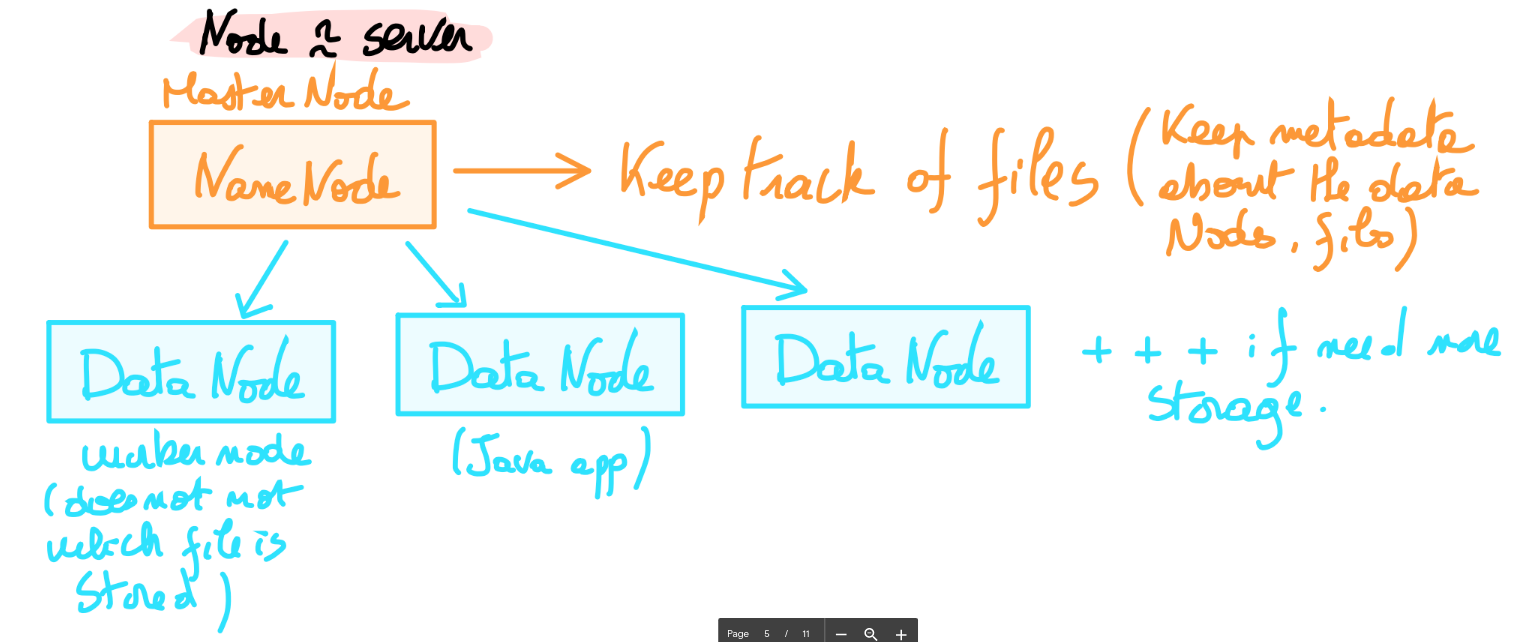 Node ≈ server
Master Node
NameNode
Keep track of files (Keep metadata
about the data
Nodes, files)
Data Node
Data Node
Data Node
+ + + if need more
storage.
worker node
(does not not
which file is
stored)
(Java app)
Page 5 / 11